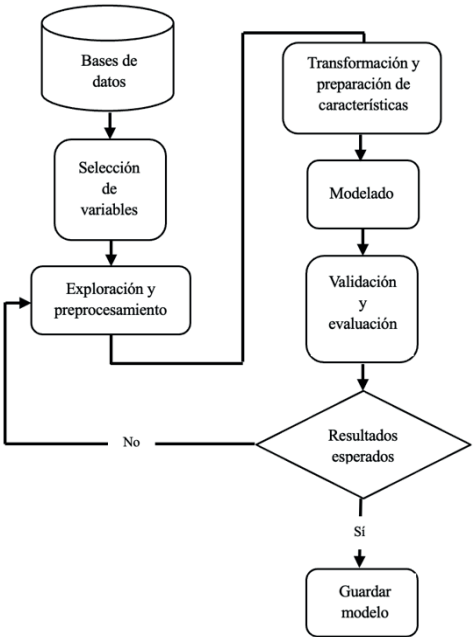 Bases de
datos
Selección
de
variables
Exploración y
preprocesamiento
Transformación y
preparación de
características
Modelado
Validación
y
evaluación
Resultados
esperados
No
Sí
Guardar
modelo